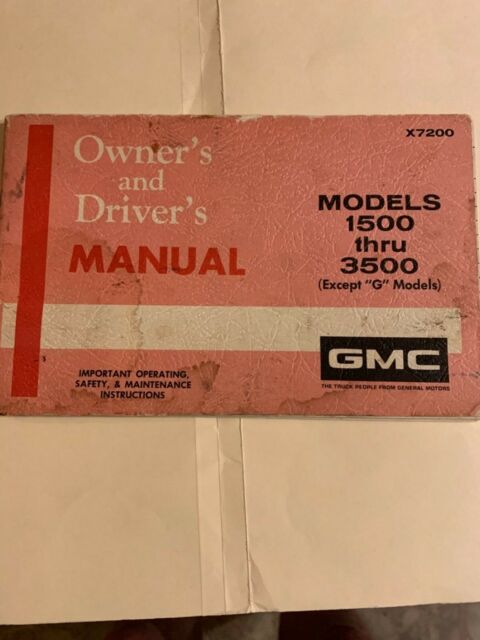 X7200
Owner's
and
Driver's
MANUAL
MODELS
1500
thru
3500
(Except "G" Models)
GMC
THE TRUCK PEOPLE FROM GENERAL MOTORS
IMPORTANT OPERATING,
SAFETY, & MAINTENANCE
INSTRUCTIONS